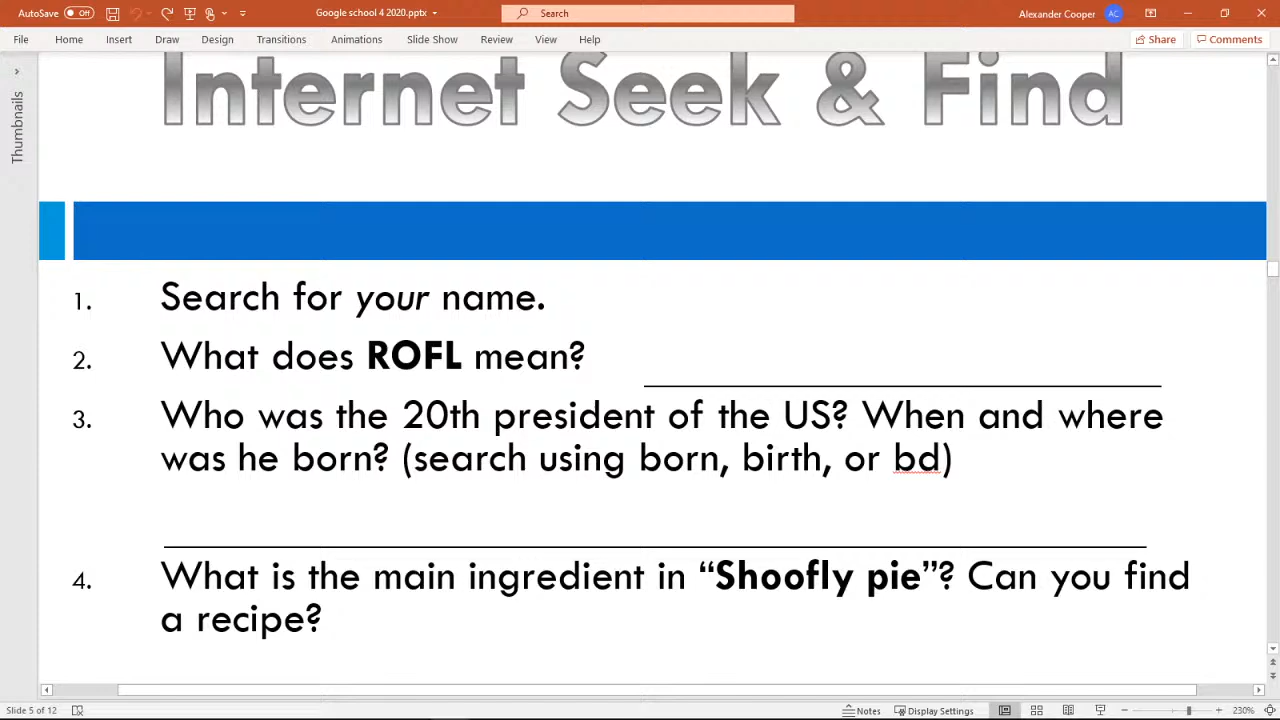 AutoSave Off Google school 4 2020.pptx Search Alexander Cooper AC
File Home Insert Draw Design Transitions Animations Slide Show Review View Help Share Comments
Thumbnails
Internet Seek & Find
1. Search for your name.
2. What does ROFL mean?
3. Who was the 20th president of the US? When and where
was he born? (search using born, birth, or bd)
4. What is the main ingredient in “Shoofly pie”? Can you find
a recipe?
Slide 5 of 12 Notes Display Settings 230%